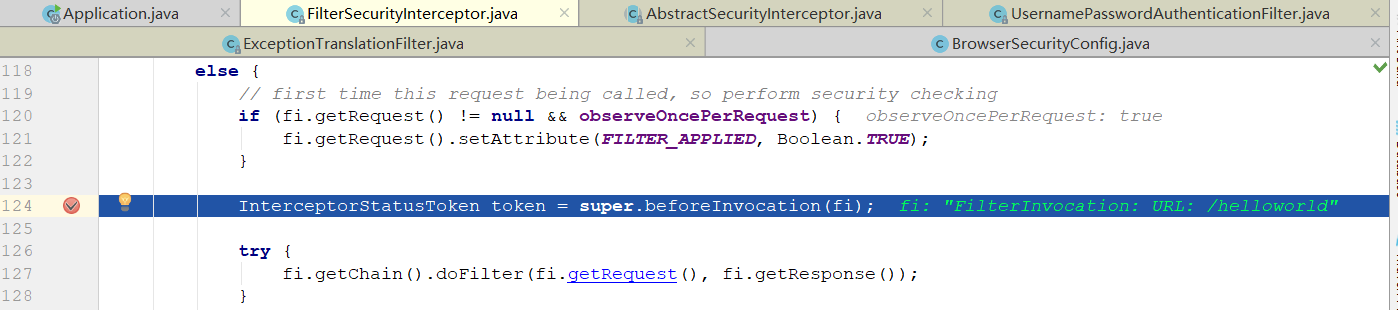 Application.java FilterSecurityInterceptor.java AbstractSecurityInterceptor.java UsernamePasswordAuthenticationFilter.java
ExceptionTranslationFilter.java BrowserSecurityConfig.java
118 else {
119 // first time this request being called, so perform security checking
120 if (fi.getRequest() != null && observeOncePerRequest) { observeOncePerRequest: true
121 fi.getRequest().setAttribute(FILTER_APPLIED, Boolean.TRUE);
122 }
123
124 InterceptorStatusToken token = super.beforeInvocation(fi); fi: "FilterInvocation: URL: /helloworld"
125
126 try {
127 fi.getChain().doFilter(fi.getRequest(), fi.getResponse());
128 }